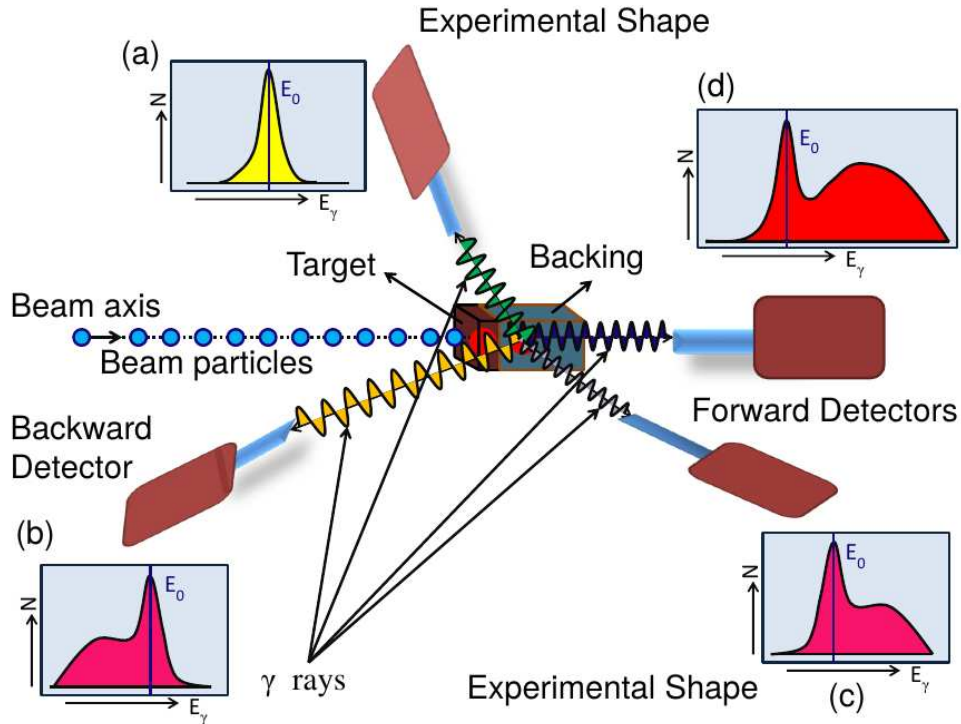 Experimental Shape
(a)
N
E₀
Eᵧ
(d)
N
E₀
Eᵧ
Target
Backing
Beam axis
Beam particles
Forward Detectors
Backward
Detector
(b)
N
E₀
Eᵧ
γ rays
N
E₀
Eᵧ
Experimental Shape
(c)